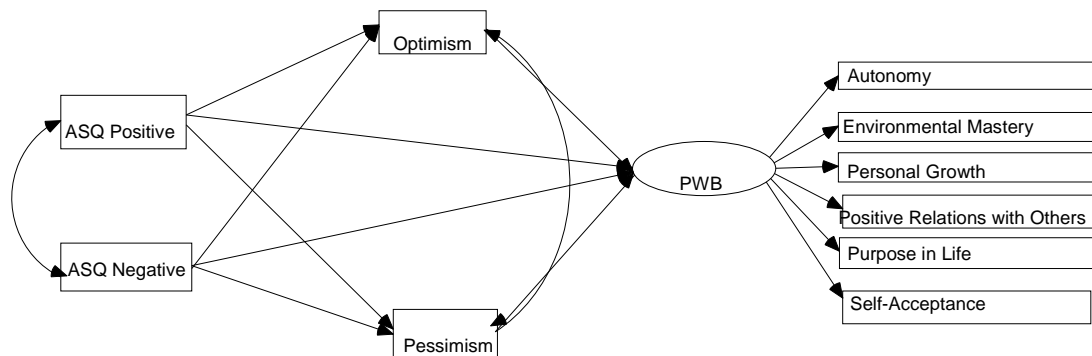 Optimism
ASQ Positive
ASQ Negative
Pessimism
PWB
Autonomy
Environmental Mastery
Personal Growth
Positive Relations with Others
Purpose in Life
Self-Acceptance